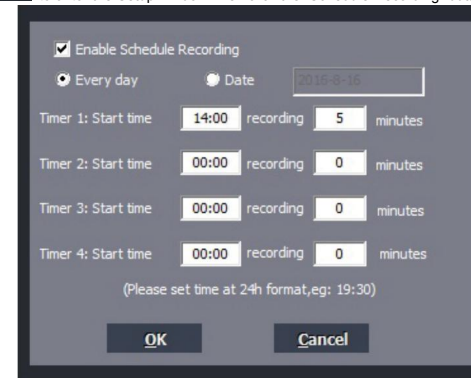 Enable Schedule Recording
Every day Date 2016-8-16
Timer 1: Start time 14:00 recording 5 minutes
Timer 2: Start time 00:00 recording 0 minutes
Timer 3: Start time 00:00 recording 0 minutes
Timer 4: Start time 00:00 recording 0 minutes
(Please set time at 24h format,eg: 19:30)
OK Cancel